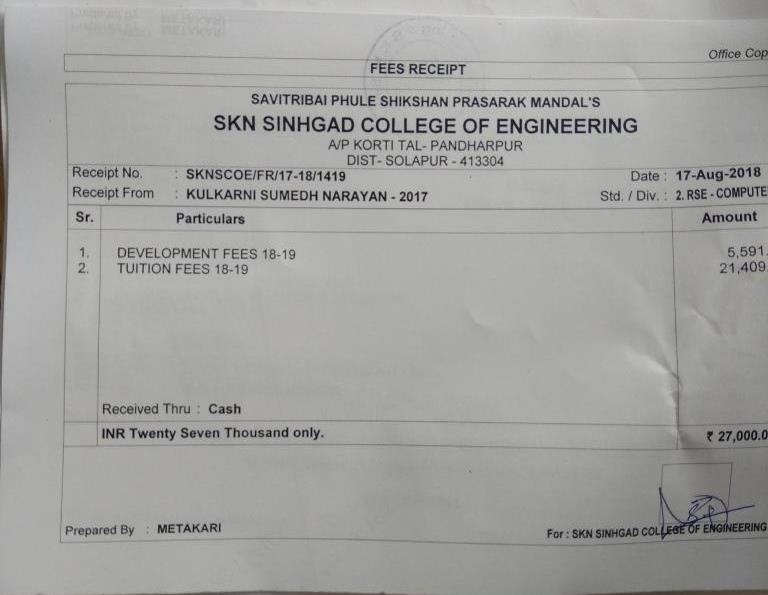 Office Cop
FEES RECEIPT
SAVITRIBAI PHULE SHIKSHAN PRASARAK MANDAL'S
SKN SINHGAD COLLEGE OF ENGINEERING
A/P KORTI TAL- PANDHARPUR
DIST- SOLAPUR - 413304
Receipt No. : SKNSCOE/FR/17-18/1419 Date : 17-Aug-2018
Receipt From : KULKARNI SUMEDH NARAYAN - 2017 Std. / Div. : 2. RSE - COMPUTE
Sr. Particulars Amount
1. DEVELOPMENT FEES 18-19 5,591.
2. TUITION FEES 18-19 21,409.
Received Thru : Cash
INR Twenty Seven Thousand only. ₹ 27,000.0
Prepared By : METAKARI For : SKN SINHGAD COLLEGE OF ENGINEERING